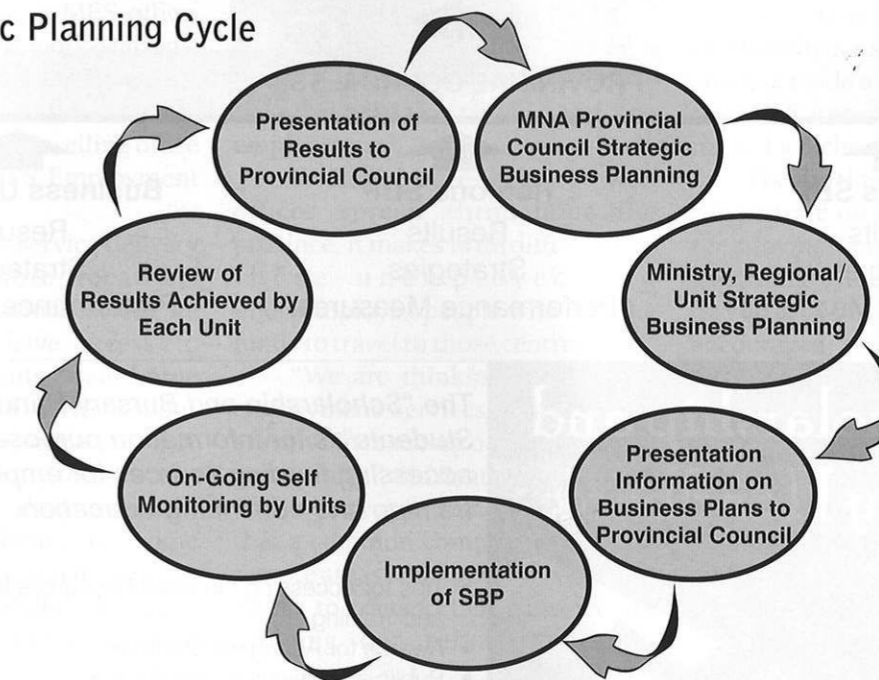 c Planning Cycle
Presentation of
Results to
Provincial Council
MNA Provincial
Council Strategic
Business Planning
Ministry, Regional/
Unit Strategic
Business Planning
Presentation
Information on
Business Plans to
Provincial Council
Implementation
of SBP
On-Going Self
Monitoring by Units
Review of
Results Achieved by
Each Unit